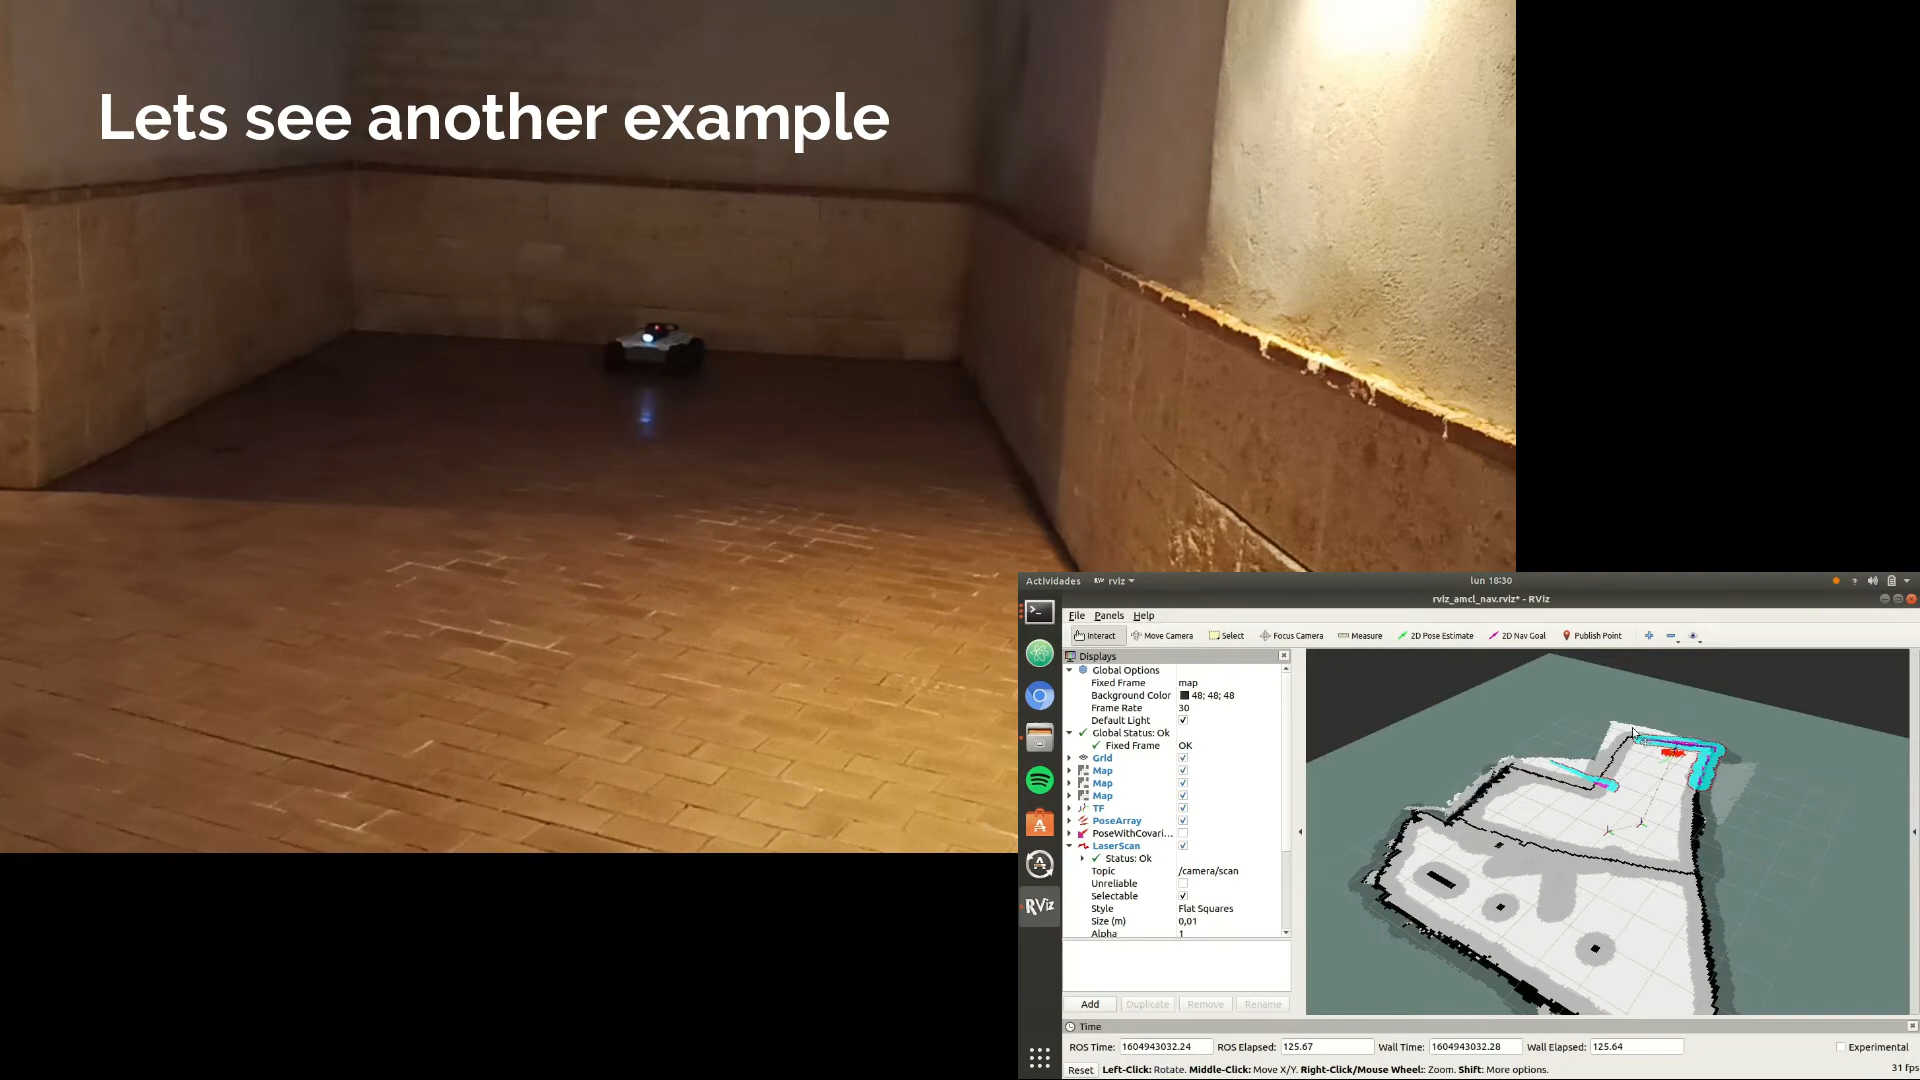 Lets see another example
Actividades
RViz rviz
lun 18:30
?
rviz_amcl_nav.rviz* - RViz
File Panels Help
Interact Move Camera Select Focus Camera Measure 2D Pose Estimate 2D Nav Goal Publish Point
Displays
Global Options
Fixed Frame map
Background Color 48; 48; 48
Frame Rate 30
Default Light
Global Status: Ok
Fixed Frame OK
Grid
Map
Map
Map
TF
PoseArray
PoseWithCovari...
LaserScan
Status: Ok
Topic /camera/scan
Unreliable
Selectable
Style Flat Squares
Size (m) 0,01
Alpha 1
RViz
Add Duplicate Remove Rename
Time
ROS Time: 1604943032.24 ROS Elapsed: 125.67 Wall Time: 1604943032.28 Wall Elapsed: 125.64 Experimental
Reset Left-Click: Rotate. Middle-Click: Move X/Y. Right-Click/Mouse Wheel:: Zoom. Shift: More options. 31 fps